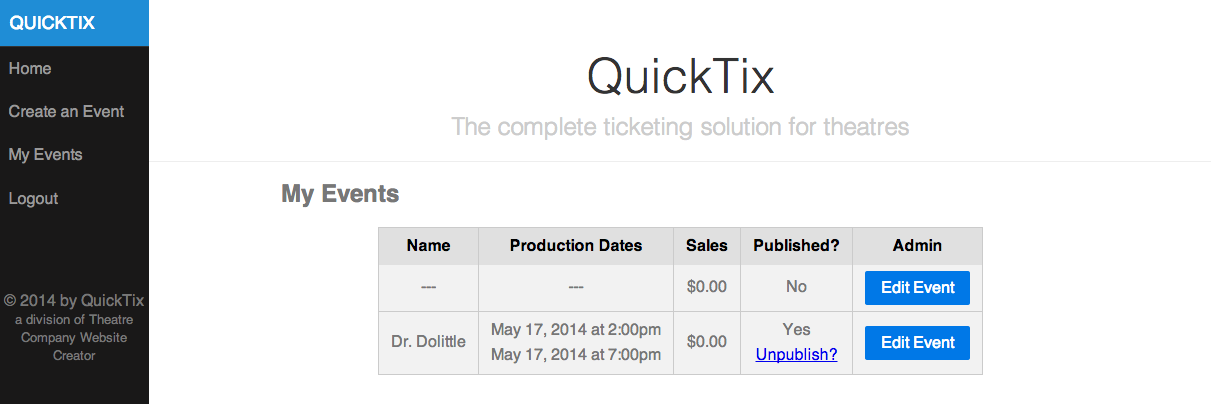 QUICKTIX
Home
Create an Event
My Events
Logout
© 2014 by QuickTix
a division of Theatre
Company Website
Creator
QuickTix
The complete ticketing solution for theatres
My Events
Name Production Dates Sales Published? Admin
--- --- $0.00 No Edit Event
Dr. Dolittle May 17, 2014 at 2:00pm $0.00 Yes Edit Event
May 17, 2014 at 7:00pm Unpublish?